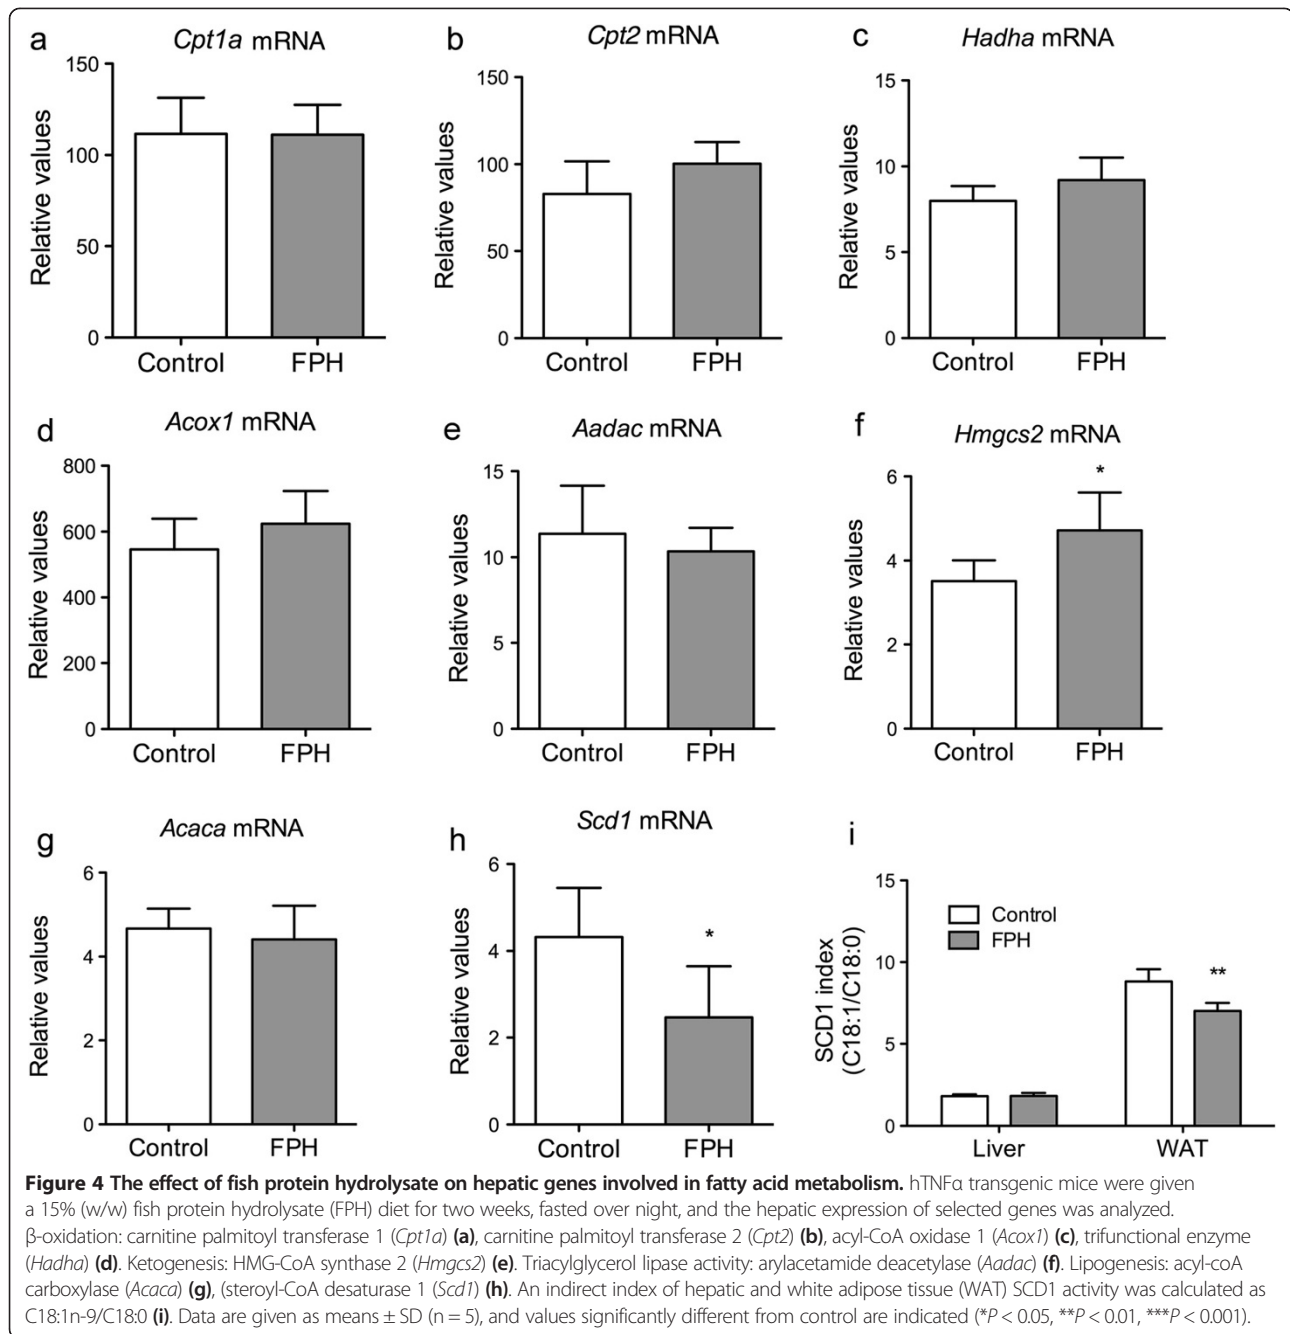 a Cpt1a mRNA
Relative values
150
100
50
0
Control FPH
b Cpt2 mRNA
Relative values
150
100
50
0
Control FPH
c Hadha mRNA
Relative values
15
10
5
0
Control FPH
d Acox1 mRNA
Relative values
800
600
400
200
0
Control FPH
e Aadac mRNA
Relative values
15
10
5
0
Control FPH
f Hmgcs2 mRNA
Relative values
6
4
2
0
*
Control FPH
g Acaca mRNA
Relative values
6
4
2
0
Control FPH
h Scd1 mRNA
Relative values
6
4
2
0
*
Control FPH
i
SCD1 index
(C18:1/C18:0)
15
10
5
0
Control
FPH
**
Liver WAT
Figure 4 The effect of fish protein hydrolysate on hepatic genes involved in fatty acid metabolism. hTNFα transgenic mice were given
a 15% (w/w) fish protein hydrolysate (FPH) diet for two weeks, fasted over night, and the hepatic expression of selected genes was analyzed.
β-oxidation: carnitine palmitoyl transferase 1 (Cpt1a) (a), carnitine palmitoyl transferase 2 (Cpt2) (b), acyl-CoA oxidase 1 (Acox1) (c), trifunctional enzyme
(Hadha) (d). Ketogenesis: HMG-CoA synthase 2 (Hmgcs2) (e). Triacylglycerol lipase activity: arylacetamide deacetylase (Aadac) (f). Lipogenesis: acyl-coA
carboxylase (Acaca) (g), (steroyl-CoA desaturase 1 (Scd1) (h). An indirect index of hepatic and white adipose tissue (WAT) SCD1 activity was calculated as
C18:1n-9/C18:0 (i). Data are given as means ± SD (n = 5), and values significantly different from control are indicated (*P < 0.05, **P < 0.01, ***P < 0.001).